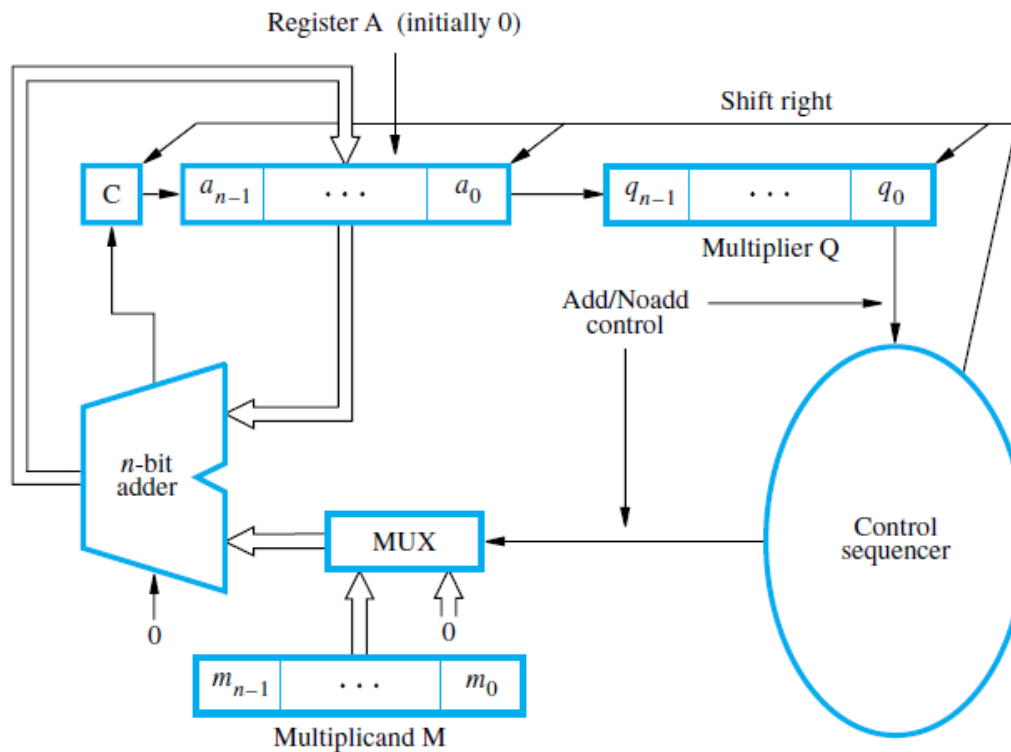 Register A (initially 0)
Shift right
C
a_{n−1} · · · a_0
q_{n−1} · · · q_0
Multiplier Q
Add/Noadd
control
n-bit
adder
MUX
Control
sequencer
0
0
m_{n−1} · · · m_0
Multiplicand M